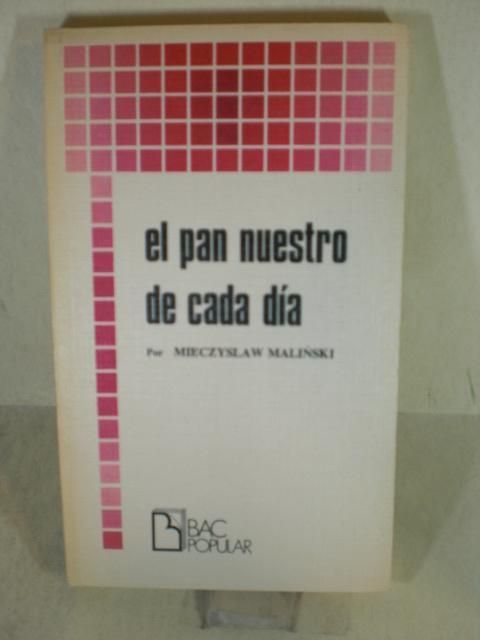 el pan nuestro
de cada día
Por MIECZYSLAW MALIŃSKI
BAC
POPULAR